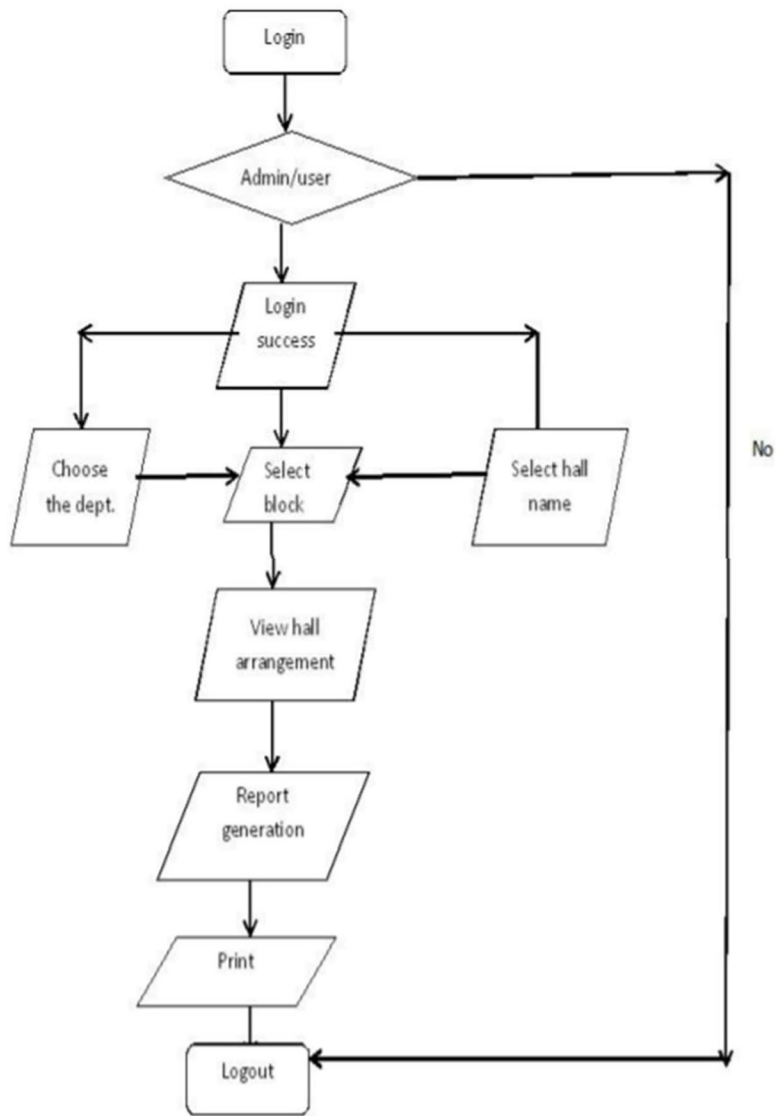 Login
Admin/user
Login
success
Choose
the dept.
Select
block
Select hall
name
No
View hall
arrangement
Report
generation
Print
Logout